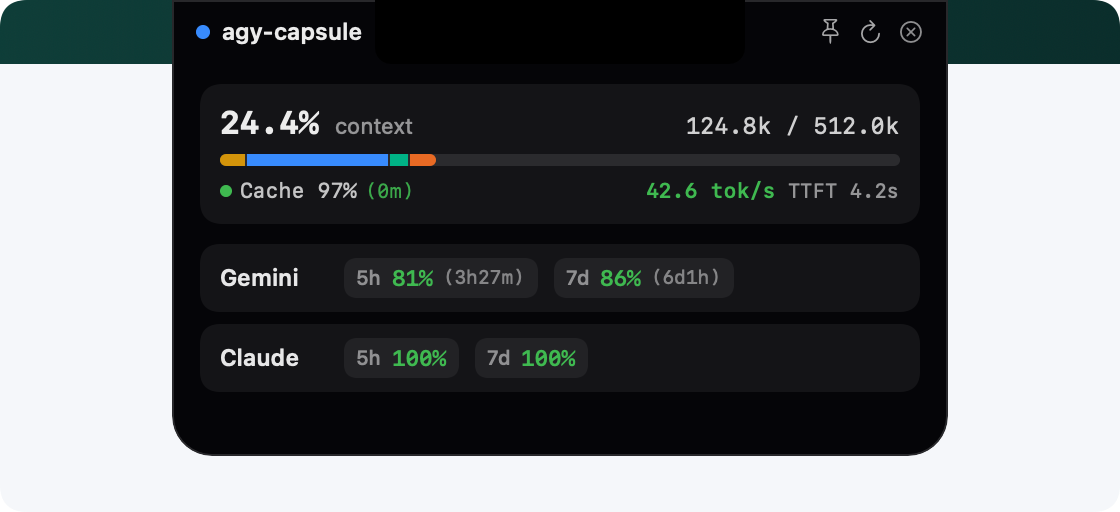 agy-capsule
24.4% context 124.8k / 512.0k
Cache 97% (0m) 42.6 tok/s TTFT 4.2s
Gemini 5h 81% (3h27m) 7d 86% (6d1h)
Claude 5h 100% 7d 100%